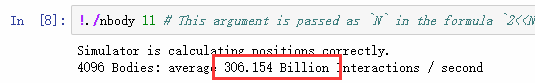 In [8]: !./nbody 11 # This argument is passed as `N` in the formula `2<<N
Simulator is calculating positions correctly.
4096 Bodies: average 306.154 Billion Interactions / second